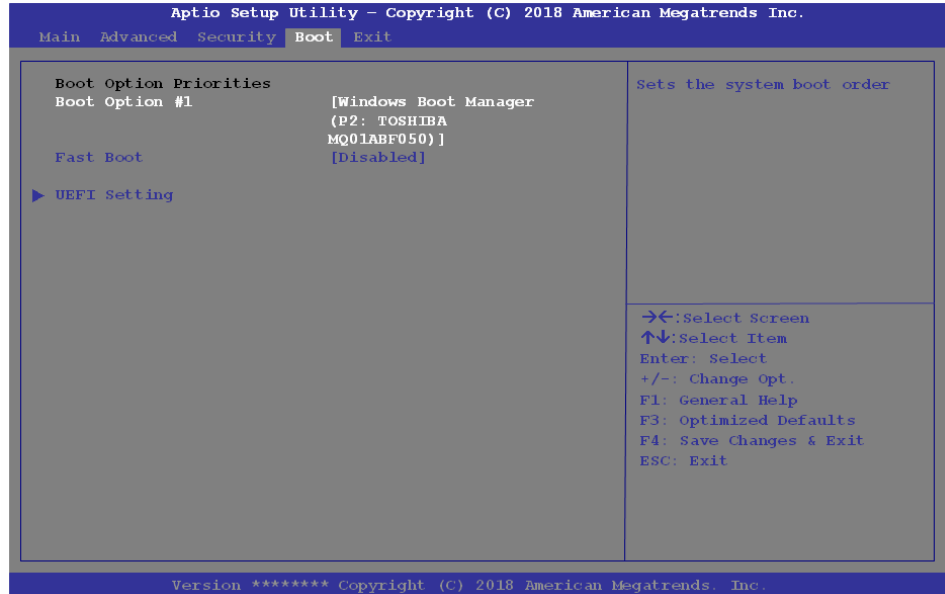 Aptio Setup Utility – Copyright (C) 2018 American Megatrends Inc.
Main Advanced Security Boot Exit
Boot Option Priorities
Boot Option #1 [Windows Boot Manager
(P2: TOSHIBA
MQ01ABF050)]
Fast Boot [Disabled]
▶ UEFI Setting
Sets the system boot order
→←:Select Screen
↑↓:Select Item
Enter: Select
+/-: Change Opt.
F1: General Help
F3: Optimized Defaults
F4: Save Changes & Exit
ESC: Exit
Version ******** Copyright (C) 2018 American Megatrends. Inc.